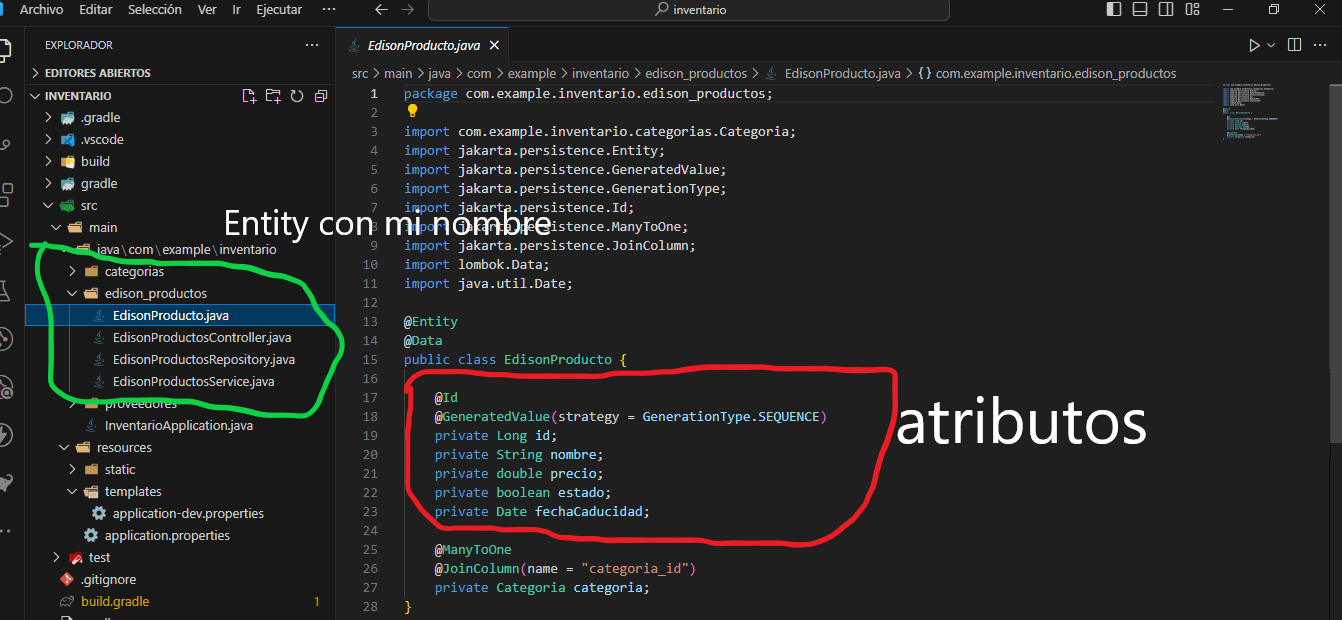 Archivo Editar Selección Ver Ir Ejecutar ···
inventario
EXPLORADOR ···
EDITORES ABIERTOS
INVENTARIO
.gradle
.vscode
build
gradle
src
main
java\com\example\inventario
categorias
edison_productos
EdisonProducto.java
EdisonProductosController.java
EdisonProductosRepository.java
EdisonProductosService.java
proveedores
InventarioApplication.java
resources
static
templates
application-dev.properties
application.properties
test
.gitignore
build.gradle 1
Entity con mi nombre
EdisonProducto.java
src > main > java > com > example > inventario > edison_productos > EdisonProducto.java > {} com.example.inventario.edison_productos
1 package com.example.inventario.edison_productos;
2
3 import com.example.inventario.categorias.Categoria;
4 import jakarta.persistence.Entity;
5 import jakarta.persistence.GeneratedValue;
6 import jakarta.persistence.GenerationType;
7 import jakarta.persistence.Id;
8 import jakarta.persistence.ManyToOne;
9 import jakarta.persistence.JoinColumn;
10 import lombok.Data;
11 import java.util.Date;
12
13 @Entity
14 @Data
15 public class EdisonProducto {
16
17 @Id
18 @GeneratedValue(strategy = GenerationType.SEQUENCE)
19 private Long id;
20 private String nombre;
21 private double precio;
22 private boolean estado;
23 private Date fechaCaducidad;
24
25 @ManyToOne
26 @JoinColumn(name = "categoria_id")
27 private Categoria categoria;
28 }
atributos